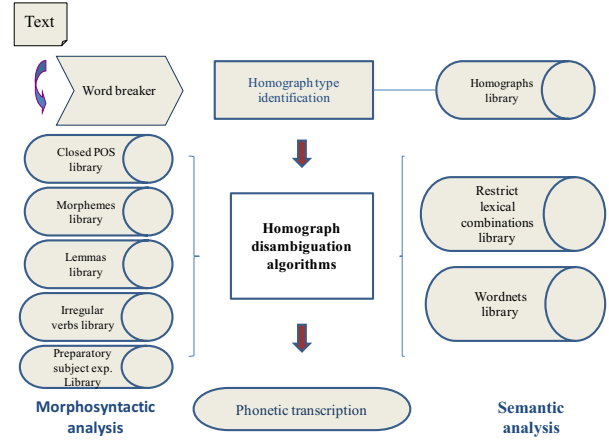 Text
Word breaker
Homograph type
identification
Homographs
library
Closed POS
library
Morphemes
library
Lemmas
library
Irregular
verbs library
Preparatory
subject exp.
Library
Morphosyntactic
analysis
Homograph
disambiguation
algorithms
Restrict
lexical
combinations
library
Wordnets
library
Phonetic transcription
Semantic
analysis